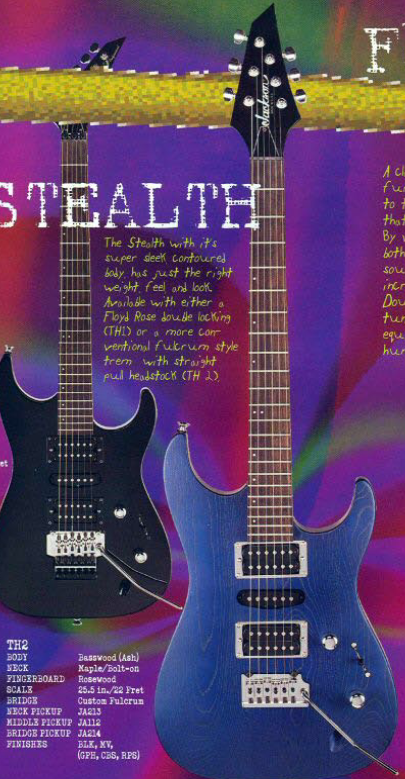 Jackson
STEALTH
The Stealth with it's
super sleek contoured
body, has just the right
weight feel and look
Available with either a
Floyd Rose double locking
(TH1) or a more con-
ventional fulcrum style
trem with straight
pull headstock (TH 2).
TH2
BODY Basswood (Ash)
NECK Maple/Bolt-on
FINGERBOARD Rosewood
SCALE 25.5 in./22 Fret
BRIDGE Custom Fulcrum
NECK PICKUP JA213
MIDDLE PICKUP JA112
BRIDGE PICKUP JA214
FINISHES BLK, MV,
(GPH, CBS, RPS)